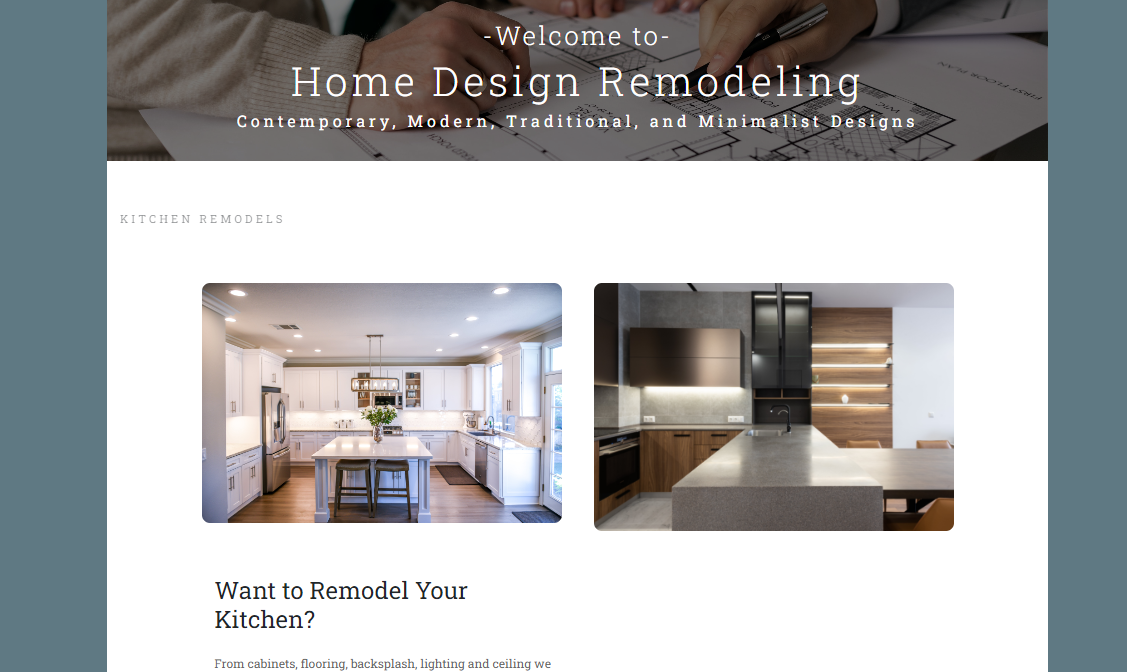 -Welcome to-
Home Design Remodeling
Contemporary, Modern, Traditional, and Minimalist Designs
KITCHEN REMODELS
Want to Remodel Your
Kitchen?
From cabinets, flooring, backsplash, lighting and ceiling we